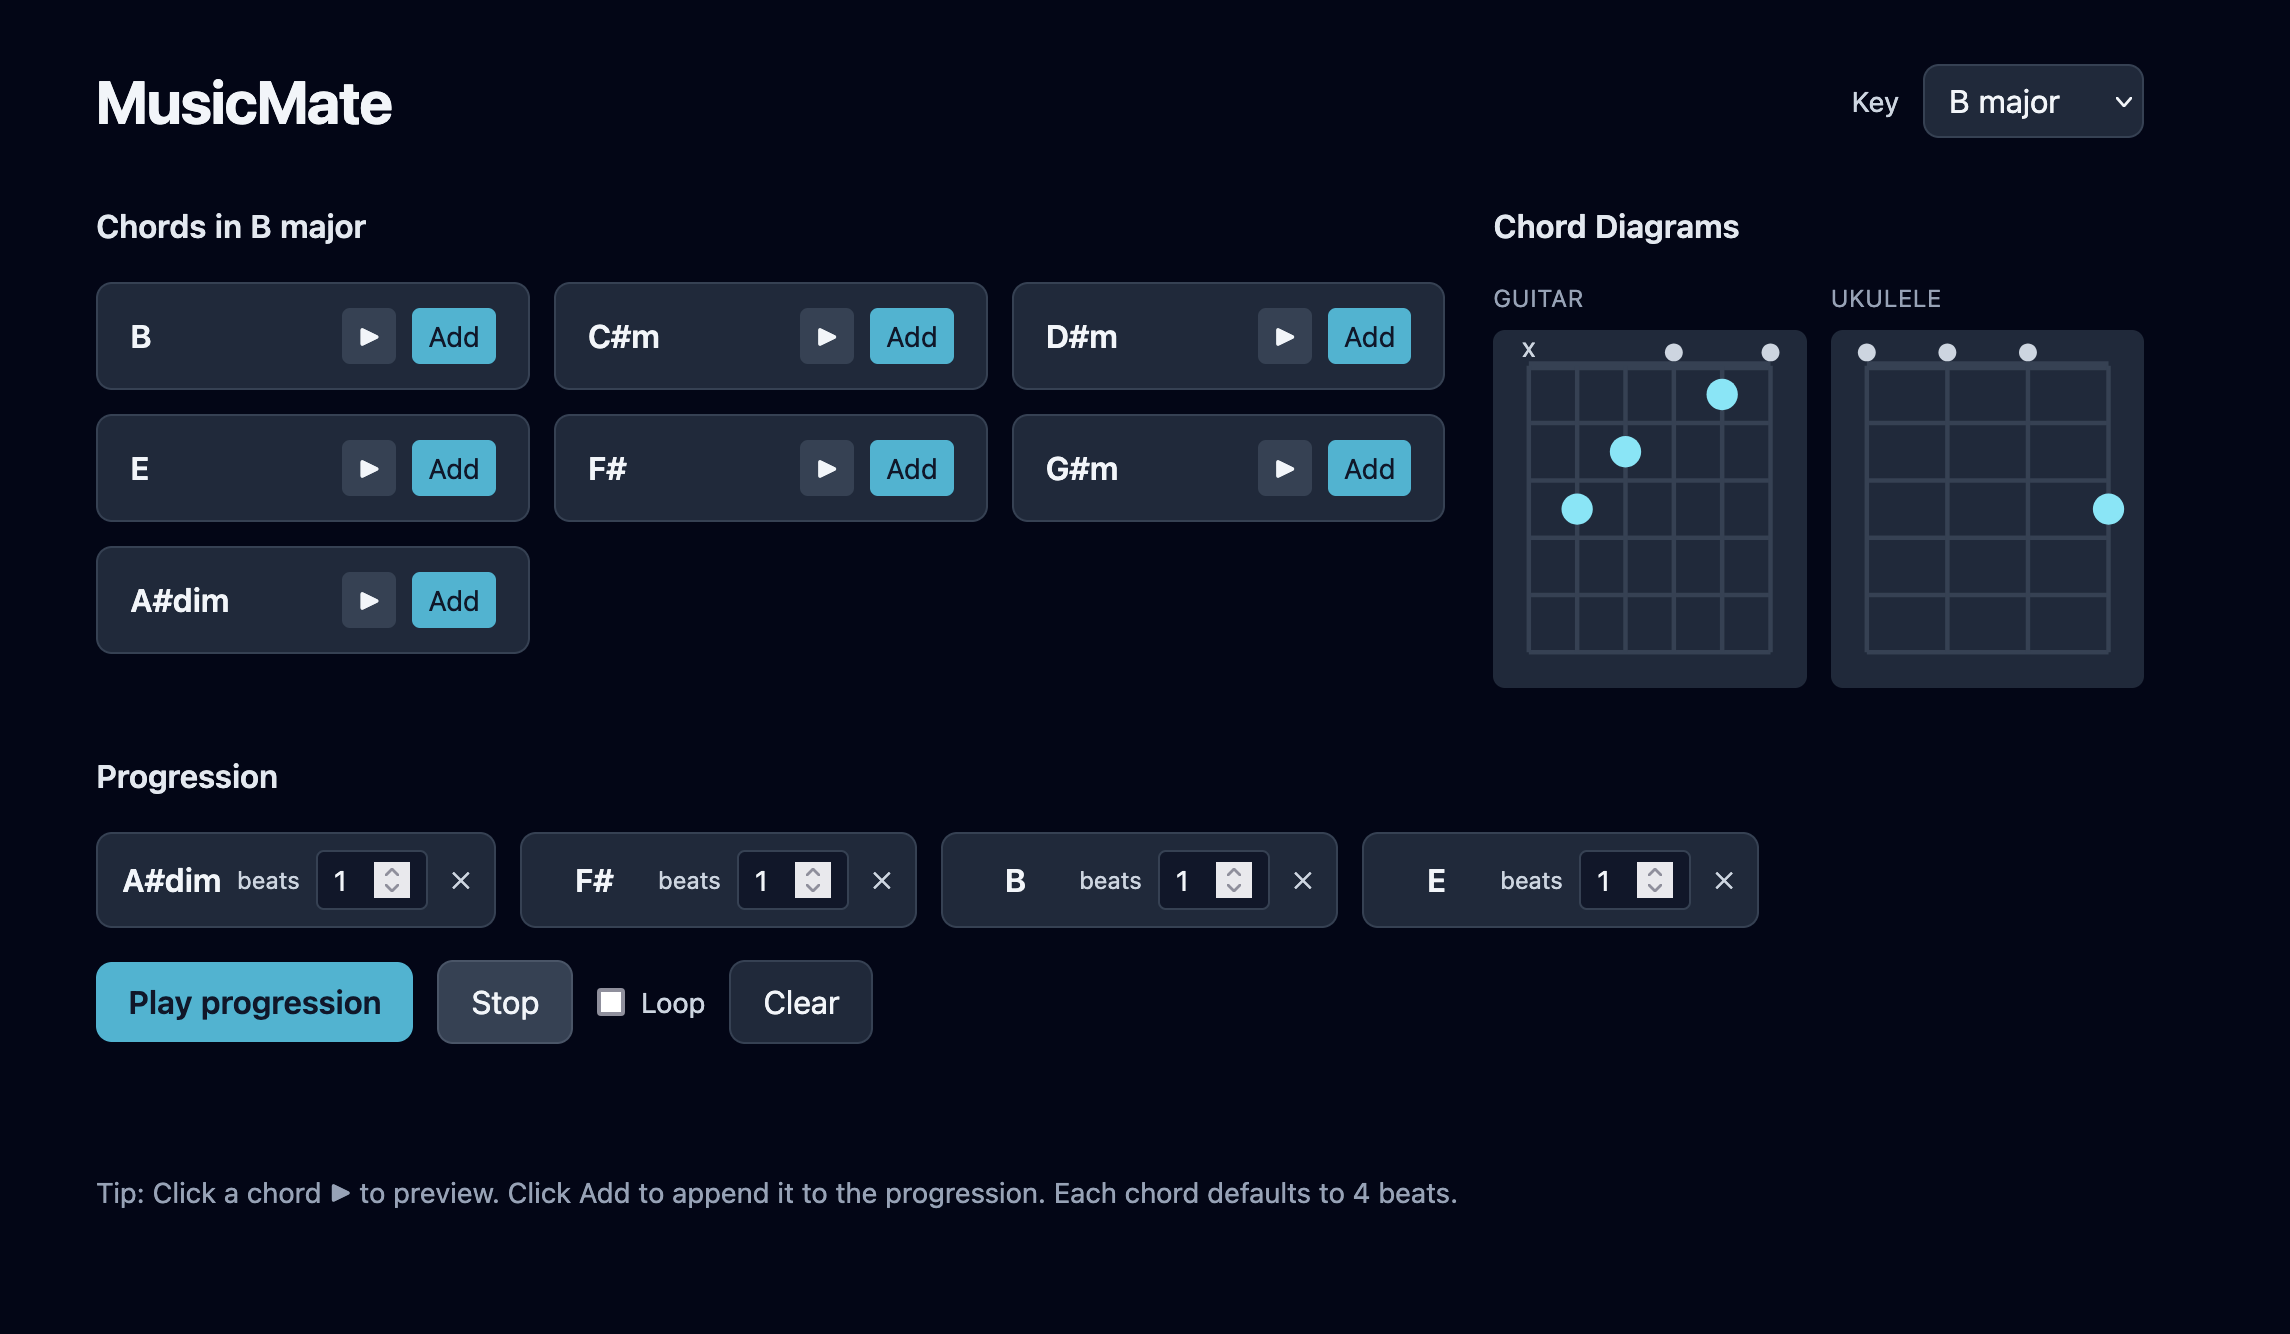 MusicMate
Key B major
Chords in B major
B Add C#m Add D#m Add
E Add F# Add G#m Add
A#dim Add
Chord Diagrams
GUITAR UKULELE
x
Progression
A#dim beats 1 × F# beats 1 × B beats 1 × E beats 1 ×
Play progression Stop Loop Clear
Tip: Click a chord ▶ to preview. Click Add to append it to the progression. Each chord defaults to 4 beats.